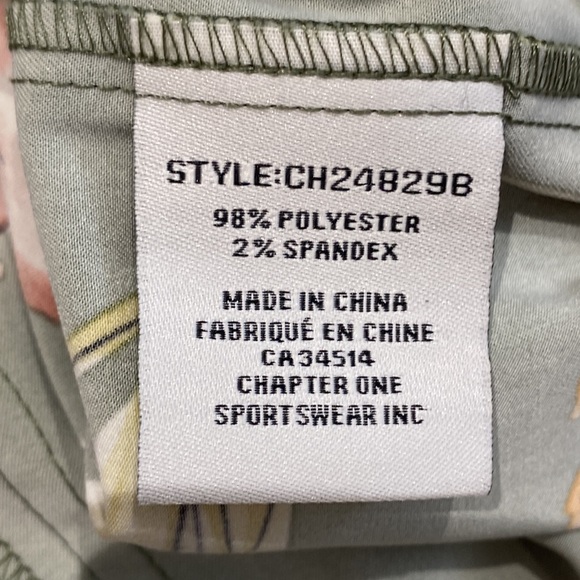 STYLE:CH24829B
98% POLYESTER
2% SPANDEX
MADE IN CHINA
FABRIQUÉ EN CHINE
CA34514
CHAPTER ONE
SPORTSWEAR INC